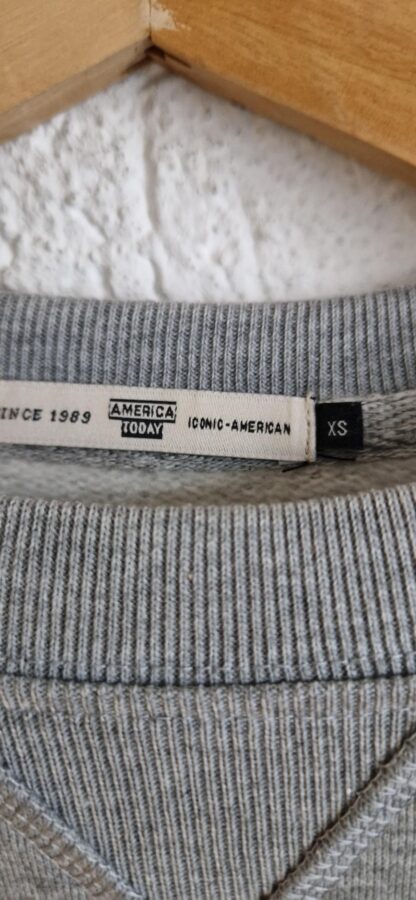 INCE 1989
AMERICA
TODAY
ICONIC-AMERICAN
XS